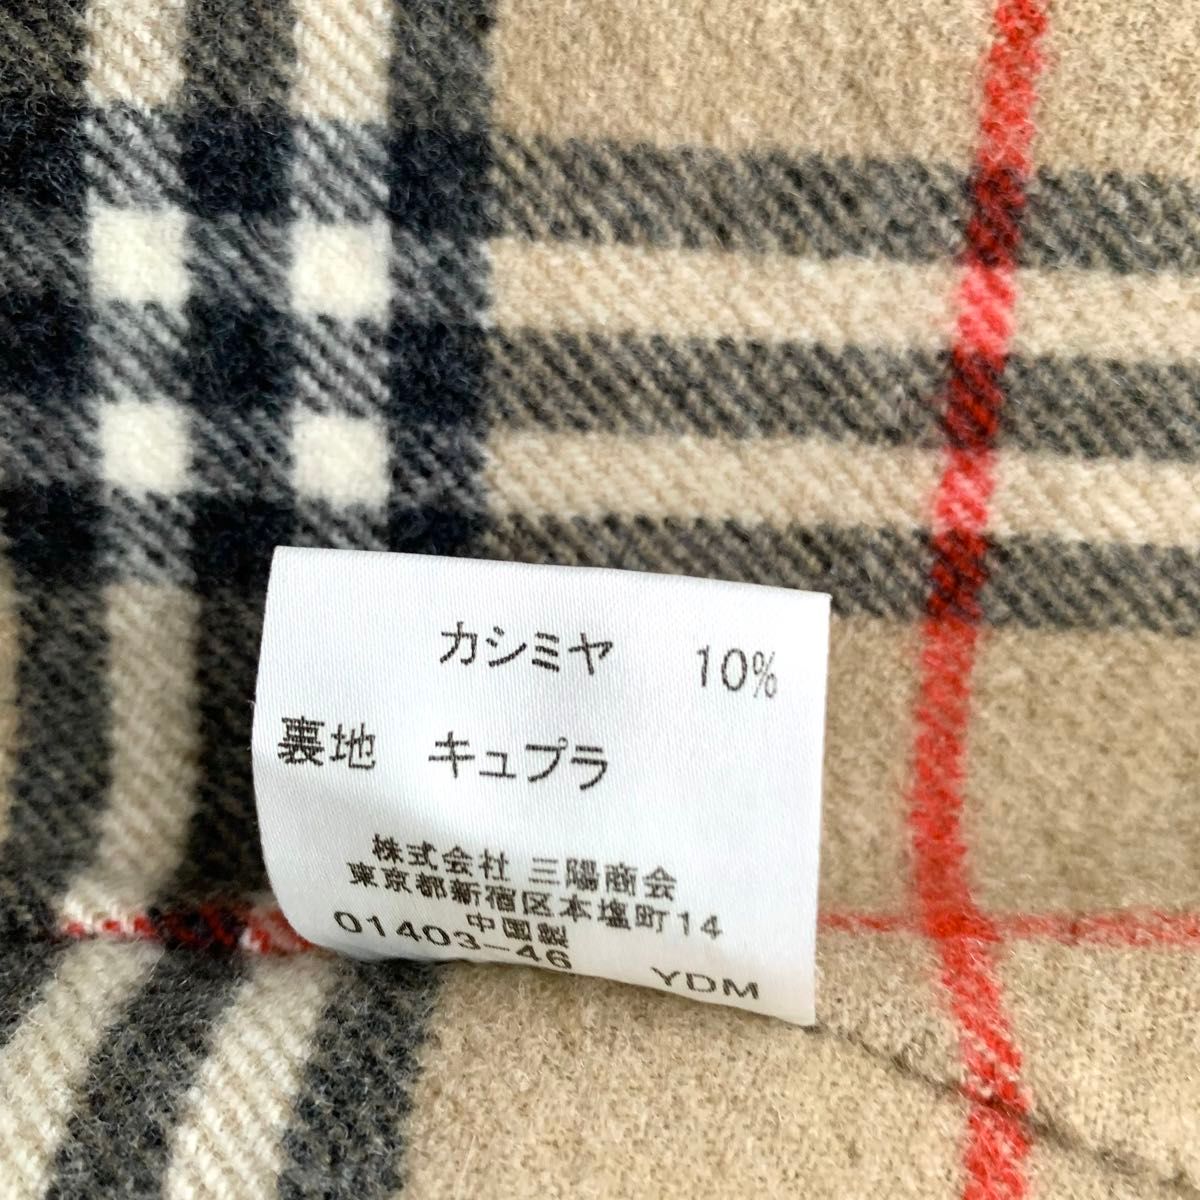 カシミヤ 10%
裏地 キュプラ
株式会社 三陽商会
東京都新宿区本塩町14
中国製
01403-46 YDM